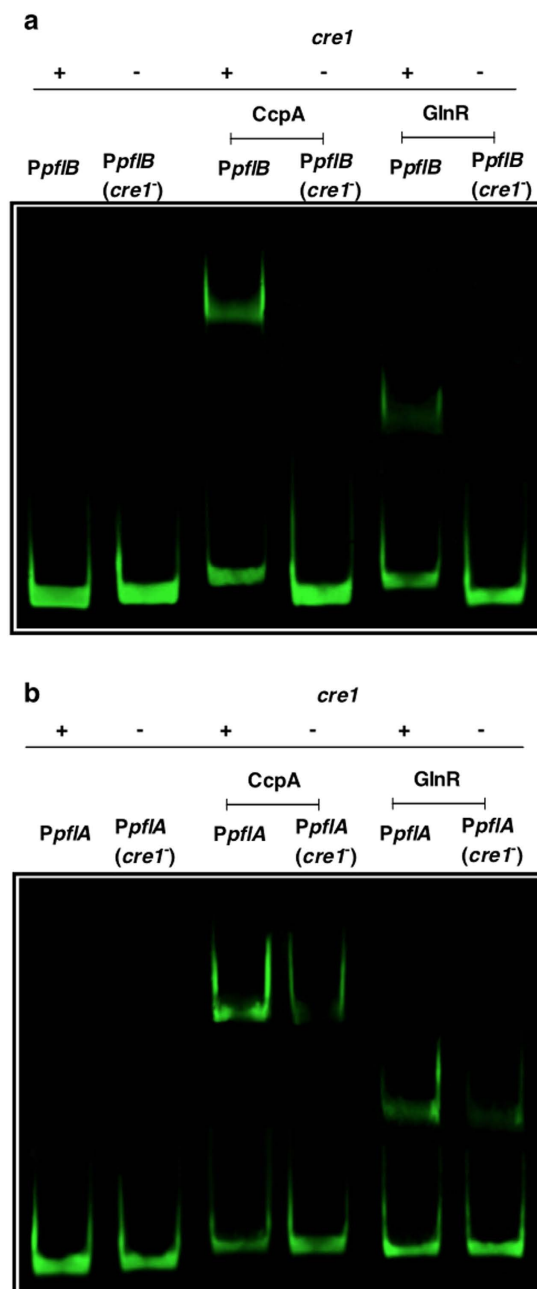 a
cre1
+ - + - + -
CcpA GlnR
PpflB PpflB PpflB PpflB PpflB PpflB
(cre1-) (cre1-) (cre1-)
b
cre1
+ - + - + -
CcpA GlnR
PpflA PpflA PpflA PpflA PpflA PpflA
(cre1-) (cre1-) (cre1-)